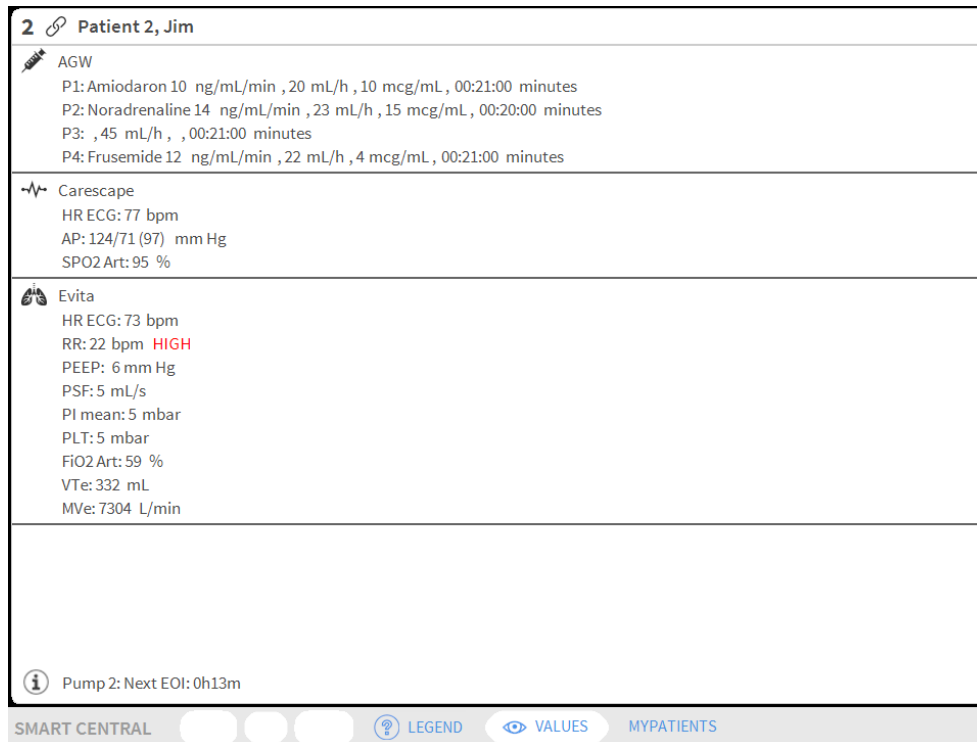 2 Patient 2, Jim
AGW
P1: Amiodaron 10 ng/mL/min , 20 mL/h , 10 mcg/mL , 00:21:00 minutes
P2: Noradrenaline 14 ng/mL/min , 23 mL/h , 15 mcg/mL , 00:20:00 minutes
P3: , 45 mL/h , , 00:21:00 minutes
P4: Frusemide 12 ng/mL/min , 22 mL/h , 4 mcg/mL , 00:21:00 minutes
Carescape
HR ECG: 77 bpm
AP: 124/71 (97) mm Hg
SPO2 Art: 95 %
Evita
HR ECG: 73 bpm
RR: 22 bpm HIGH
PEEP: 6 mm Hg
PSF: 5 mL/s
PI mean: 5 mbar
PLT: 5 mbar
FiO2 Art: 59 %
VTe: 332 mL
MVe: 7304 L/min
i Pump 2: Next EOI: 0h13m
SMART CENTRAL ? LEGEND VALUES MYPATIENTS